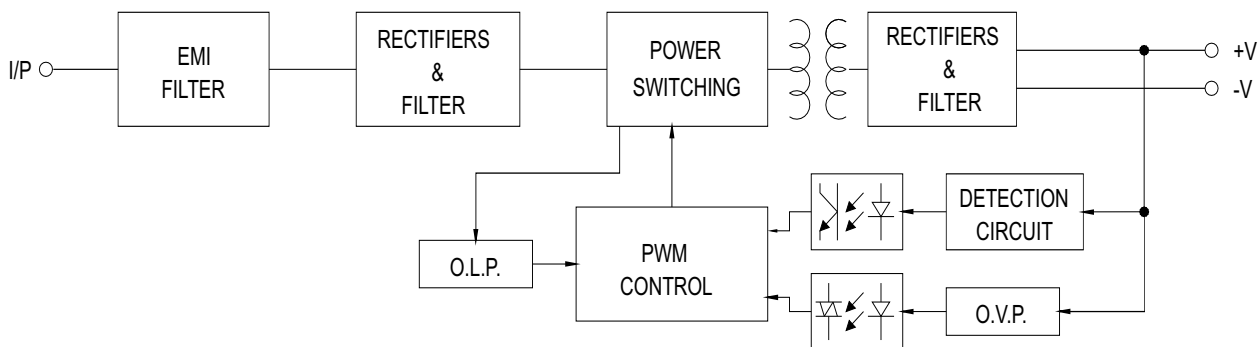 I/P
EMI
FILTER
RECTIFIERS
&
FILTER
POWER
SWITCHING
RECTIFIERS
&
FILTER
+V
-V
O.L.P.
PWM
CONTROL
DETECTION
CIRCUIT
O.V.P.